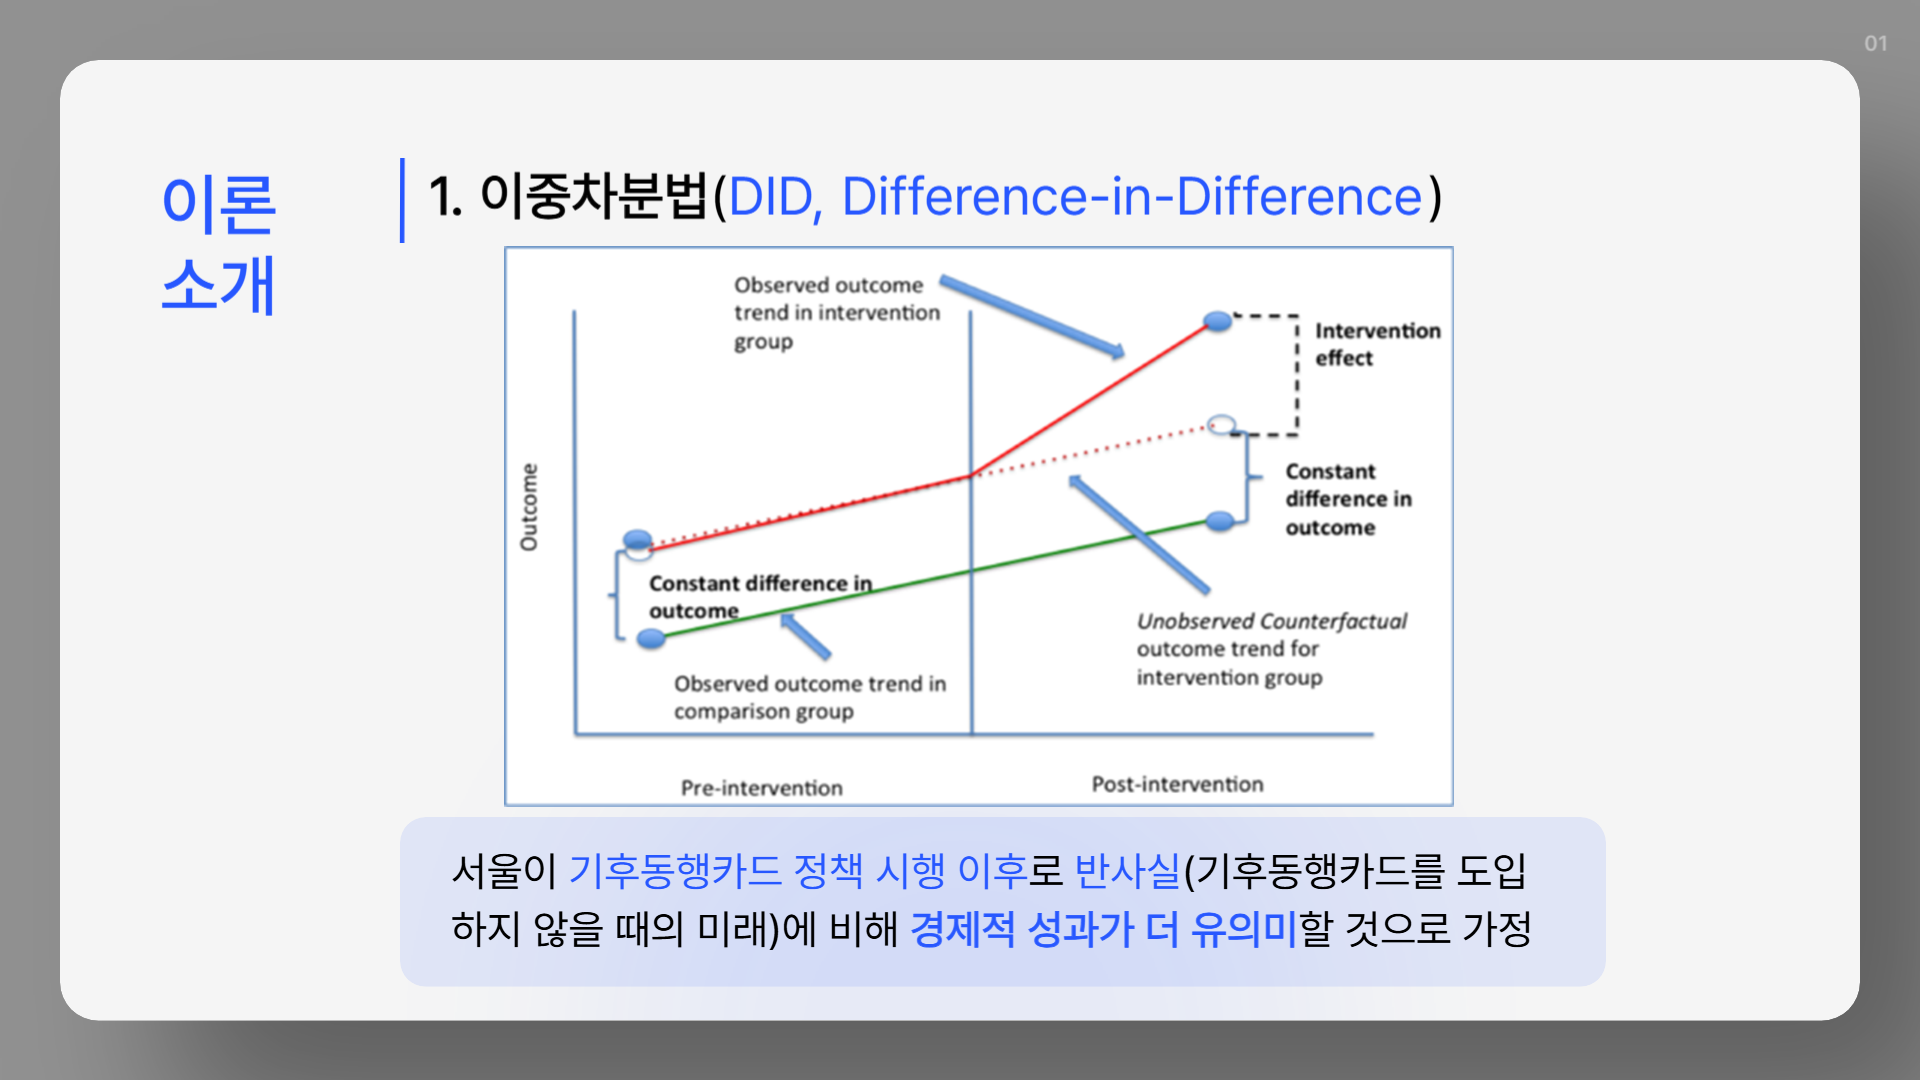 01
이론
소개
1. 이중차분법(DID, Difference-in-Difference)
Observed outcome
trend in intervention
group
Intervention
effect
Outcome
Constant
difference in
outcome
Constant difference in
outcome
Unobserved Counterfactual
outcome trend for
intervention group
Observed outcome trend in
comparison group
Pre-intervention
Post-intervention
서울이 기후동행카드 정책 시행 이후로 반사실(기후동행카드를 도입
하지 않을 때의 미래)에 비해 경제적 성과가 더 유의미할 것으로 가정